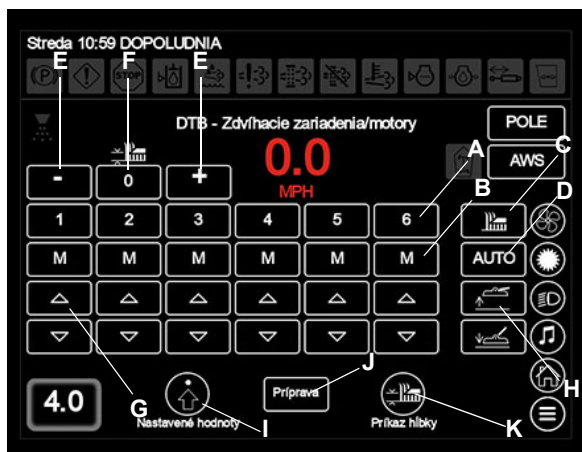 Streda 10:59 DOPOLUDNIA
E F E
(P) STOP
DTB - Zdvíhacie zariadenia/motory
POLE
0.0
MPH
AWS
C
A
- 0 +
B
D
1 2 3 4 5 6
M M M M M M AUTO
J
H
4.0
G
Nastavené hodnoty
I
Príprava
Príkaz hĺbky
K